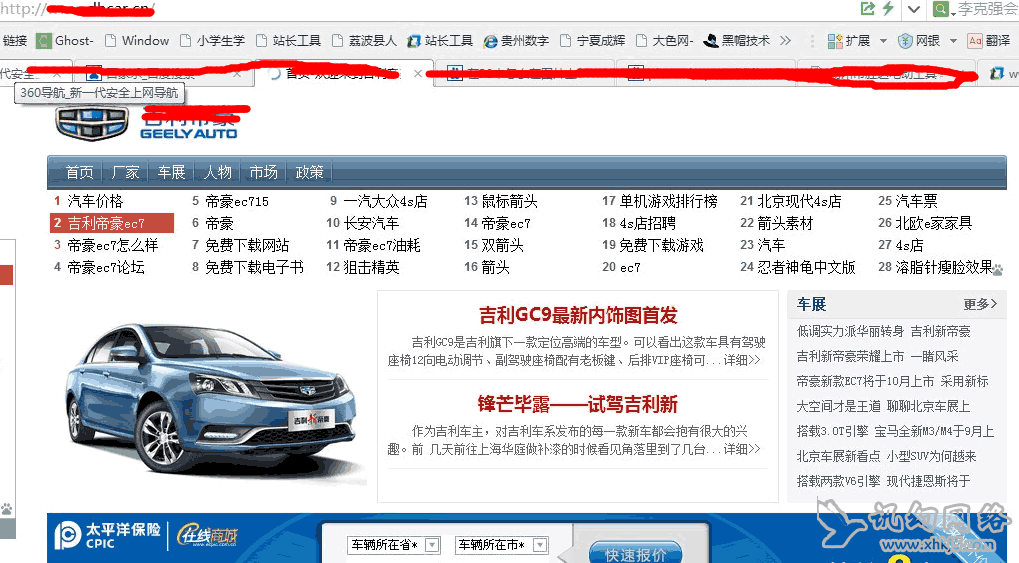 http://
李克强会
链接 Ghost- Window 小学生学 站长工具 荔波县人 站长工具 贵州数字 宁夏成辉 大色网- 黑帽技术 >> 扩展 网银 翻译
代安全
360导航_新一代安全上网导航
GEELY AUTO
首页 厂家 车展 人物 市场 政策
1 汽车价格 5 帝豪ec715 9 一汽大众4s店 13 鼠标箭头 17 单机游戏排行榜 21 北京现代4s店 25 汽车票
2 吉利帝豪ec7 6 帝豪 10 长安汽车 14 帝豪ec7 18 4s店招聘 22 箭头素材 26 北欧e家家具
3 帝豪ec7怎么样 7 免费下载网站 11 帝豪ec7油耗 15 双箭头 19 免费下载游戏 23 汽车 27 4s店
4 帝豪ec7论坛 8 免费下载电子书 12 狙击精英 16 箭头 20 ec7 24 忍者神龟中文版 28 溶脂针瘦脸效果
吉利GC9最新内饰图首发
吉利GC9是吉利旗下一款定位高端的车型。可以看出这款车具有驾驶
座椅12向电动调节、副驾驶座椅配有老板键、后排VIP座椅可...详细>>
锋芒毕露——试驾吉利新
作为吉利车主，对吉利车系发布的每一款新车都会抱有很大的兴
趣。前 几天前往上海华庭做补漆的时候看见角落里到了几台...详细>>
车展 更多>
低调实力派华丽转身 吉利新帝豪
吉利新帝豪荣耀上市 一睹风采
帝豪新款EC7将于10月上市 采用新标
大空间才是王道 聊聊北京车展上
搭载3.0T引擎 宝马全新M3/M4于9月上
北京车展新看点 小型SUV为何越来
搭载两款V6引擎 现代捷恩斯将于
吉利 帝豪
太平洋保险
CPIC
在线商城
www.ecpic.com.cn
车辆所在省* 车辆所在市*
快速报价